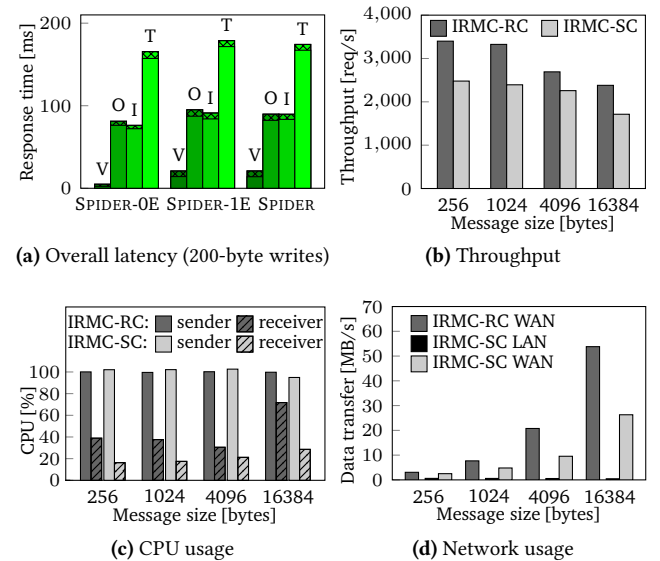 Response time [ms]
200
100
0
V O I T
V O I T
V O I T
SPIDER-0E SPIDER-1E SPIDER
(a) Overall latency (200-byte writes)
Throughput [req/s]
4,000
3,000
2,000
1,000
0
IRMC-RC IRMC-SC
256 1024 4096 16384
Message size [bytes]
(b) Throughput
CPU [%]
IRMC-RC: sender receiver
IRMC-SC: sender receiver
100
80
60
40
20
0
256 1024 4096 16384
Message size [bytes]
(c) CPU usage
Data transfer [MB/s]
70
60
50
40
30
20
10
0
IRMC-RC WAN
IRMC-SC LAN
IRMC-SC WAN
256 1024 4096 16384
Message size [bytes]
(d) Network usage